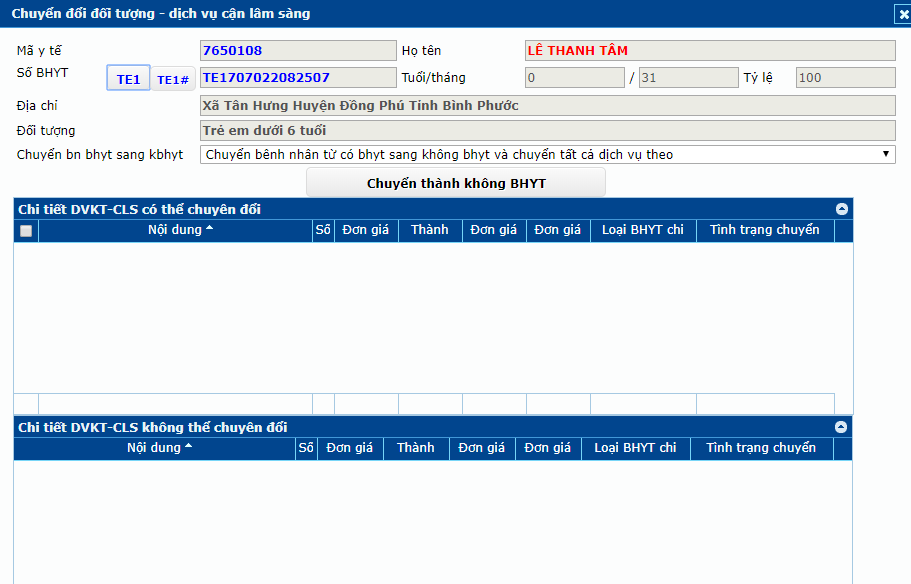 Chuyển đổi đối tượng - dịch vụ cận lâm sàng
Mã y tế 7650108 Họ tên LÊ THANH TÂM
Số BHYT TE1 TE1# TE1707022082507 Tuổi/tháng 0 / 31 Tỷ lệ 100
Địa chỉ Xã Tân Hưng Huyện Đồng Phú Tỉnh Bình Phước
Đối tượng Trẻ em dưới 6 tuổi
Chuyển bn bhyt sang kbhyt Chuyển bênh nhân từ có bhyt sang không bhyt và chuyển tất cả dịch vụ theo
Chuyển thành không BHYT
Chi tiết DVKT-CLS có thể chuyên đổi
Nội dung Số Đơn giá Thành Đơn giá Đơn giá Loại BHYT chi Tình trạng chuyển
Chi tiết DVKT-CLS không thể chuyển đổi
Nội dung Số Đơn giá Thành Đơn giá Đơn giá Loại BHYT chi Tình trạng chuyển